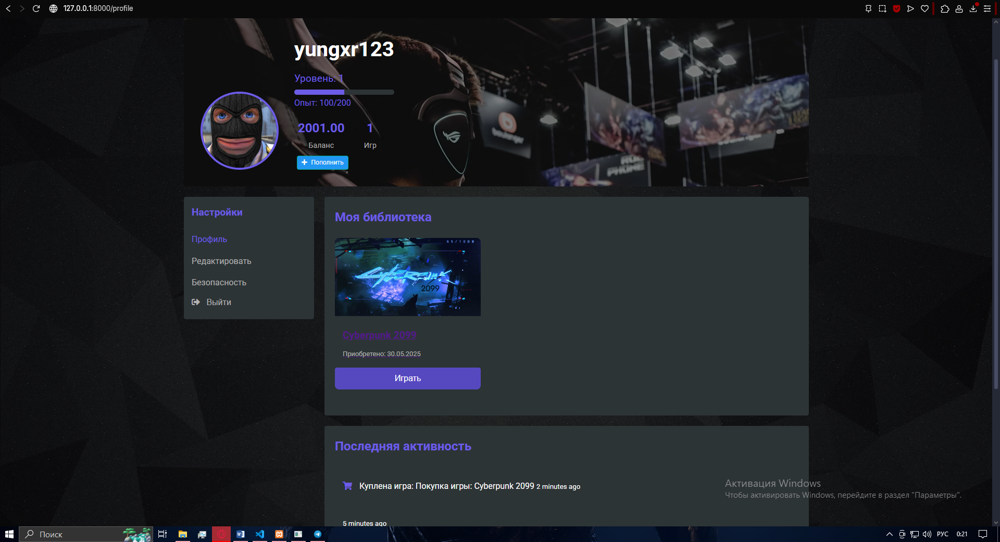 127.0.0.1:8000/profile
yungxr123
Уровень: 1
Опыт: 100/200
2001.00
1
Баланс
Игр
Пополнить
Настройки
Профиль
Редактировать
Безопасность
Выйти
Моя библиотека
65/1088
Cyberpunk
2099
Cyberpunk 2099
Приобретено: 30.05.2025
Играть
Последняя активность
Куплена игра: Покупка игры: Cyberpunk 2099 2 minutes ago
5 minutes ago
Активация Windows
Чтобы активировать Windows, перейдите в раздел "Параметры".
Поиск
РУС
0:21